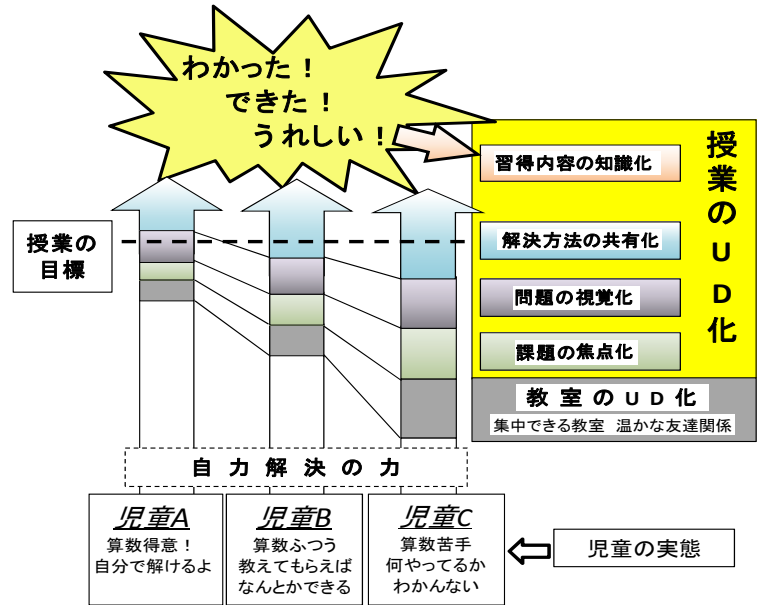 わかった！
できた！
うれしい！
授業のＵＤ化
習得内容の知識化
解決方法の共有化
問題の視覚化
課題の焦点化
教室のＵＤ化
集中できる教室 温かな友達関係
授業の
目標
自力解決の力
児童A
算数得意！
自分で解けるよ
児童B
算数ふつう
教えてもらえば
なんとかできる
児童C
算数苦手
何やってるか
わかんない
児童の実態